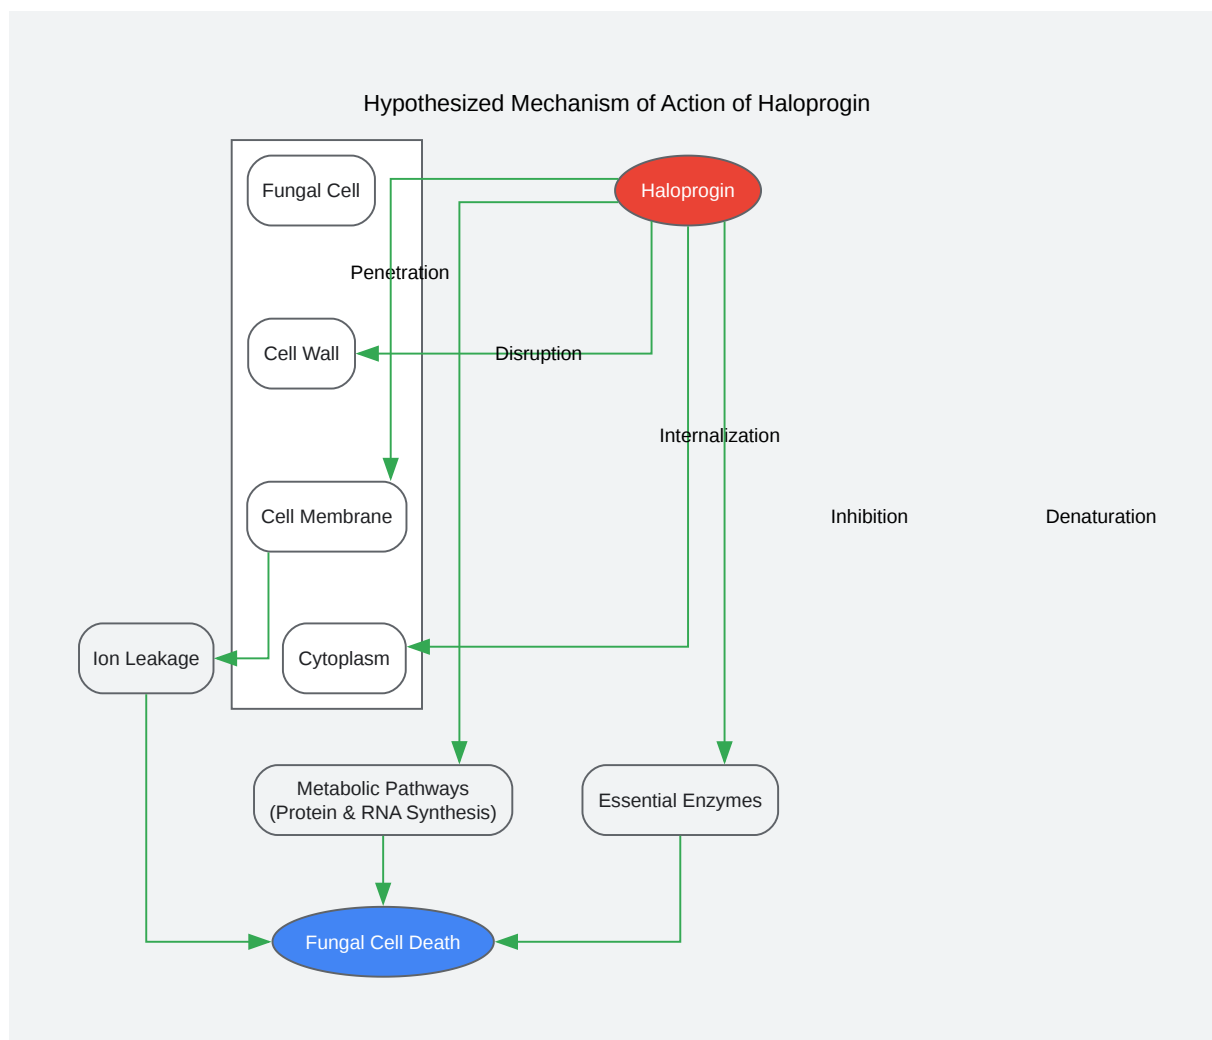 Hypothesized Mechanism of Action of Haloprogin
Fungal Cell
Haloprogin
Penetration
Cell Wall
Disruption
Internalization
Cell Membrane
Inhibition
Denaturation
Ion Leakage
Cytoplasm
Metabolic Pathways
(Protein & RNA Synthesis)
Essential Enzymes
Fungal Cell Death